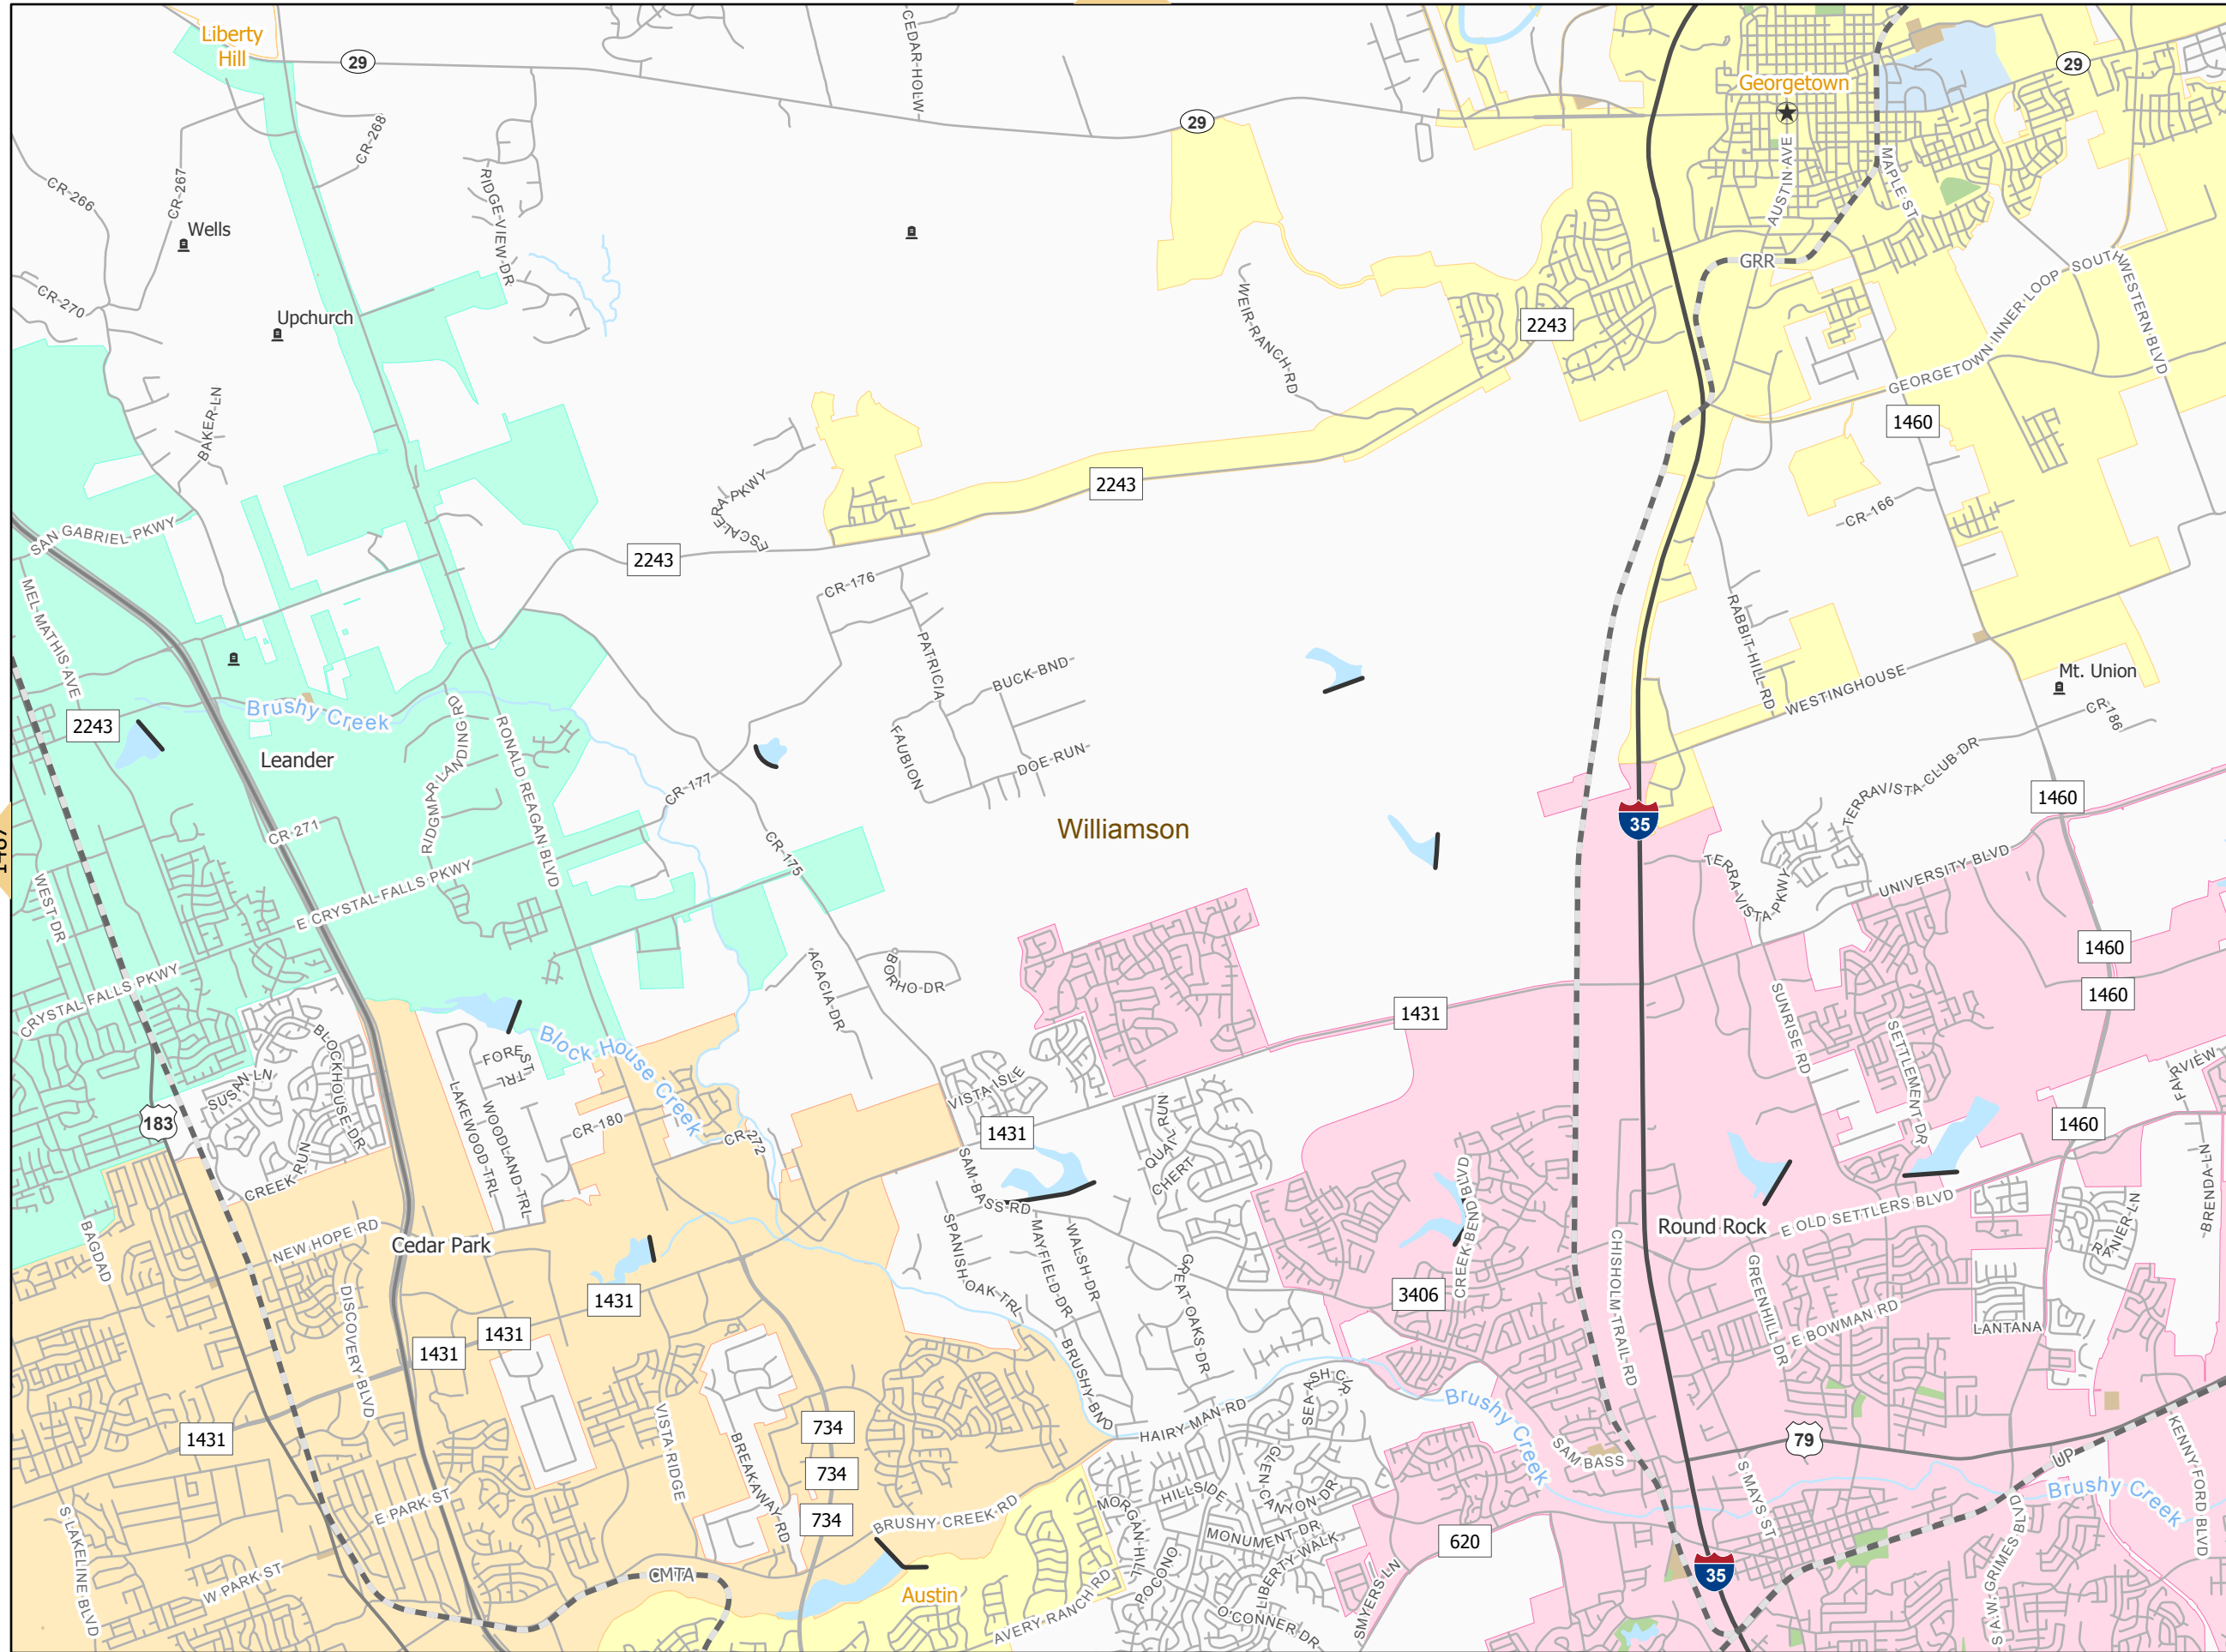 Liberty
Hill
29
CEDAR HOLW
Georgetown
29
29
CR-268
CR-266
CR-267
Wells
RIDGE VIEW DR
AUSTIN AVE
MAPLE ST
GRR
CR-270
Upchurch
WEIR RANCH RD
2243
GEORGETOWN INNER LOOP
SOUTHWESTERN BLVD
BAKER LN
1460
2243
ESCALERA PKWY
CR-166
SAN GABRIEL PKWY
2243
CR-176
MEL MATHIS AVE
PATRICIA
BUCK BND
RABBIT HILL RD
WESTINGHOUSE
Mt. Union
CR-186
Brushy Creek
2243
Leander
RIDGMAR LANDING RD
RONALD REAGAN BLVD
FAUBION
DOE RUN
CR-177
TERRAVISTA CLUB DR
1460
CR-271
Williamson
35
CR-175
WEST DR
E CRYSTAL FALLS PKWY
TERRA VISTA PKWY
UNIVERSITY BLVD
1460
1460
CRYSTAL FALLS PKWY
ACACIA DR
BORHO DR
1431
SUNRISE RD
SETTLEMENT DR
Block House Creek
BLOCKHOUSE DR
FOREST TRL
SUSAN LN
LAKEWOOD TRL
WOODLAND TRL
CR-180
CR-272
VISTA ISLE
1431
QUAIL RUN
CHERT
183
1460
BRENDA LN
CREEK RUN
SAM BASS RD
CREEK BEND BLVD
Round Rock
E OLD SETTLERS BLVD
RANIER LN
BAGDAD
NEW HOPE RD
Cedar Park
SPANISH OAK TRL
MAYFIELD DR
WALSH DR
GREAT OAKS DR
CHISHOLM TRAIL RD
GREENHILL DR
DISCOVERY BLVD
1431
3406
E BOWMAN RD
LANTANA
1431
1431
BRUSHY BND
SEA ASH CIR
Brushy Creek
1431
VISTA RIDGE
BREAKAWAY RD
734
HAIRY MAN RD
SAM BASS
79
KENNY FORD BLVD
734
GLEN CANYON DR
UP
S LAKELINE BLVD
E PARK ST
734
BRUSHY CREEK RD
MORGAN HILL
HILLSIDE
MONUMENT DR
LIBERTY WALK
620
S MAYS ST
Brushy Creek
S A.W. GRIMES BLVD
W PARK ST
CMTA
Austin
POCONO
AVERY RANCH RD
O'CONNER DR
SMYERS LN
35